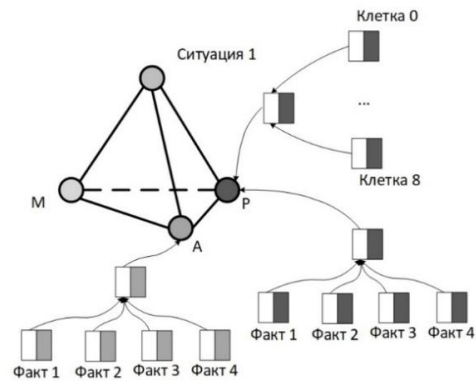 Ситуация 1
Клетка 0
...
Клетка 8
М
Р
А
Факт 1
Факт 2
Факт 3
Факт 4
Факт 1
Факт 2
Факт 3
Факт 4